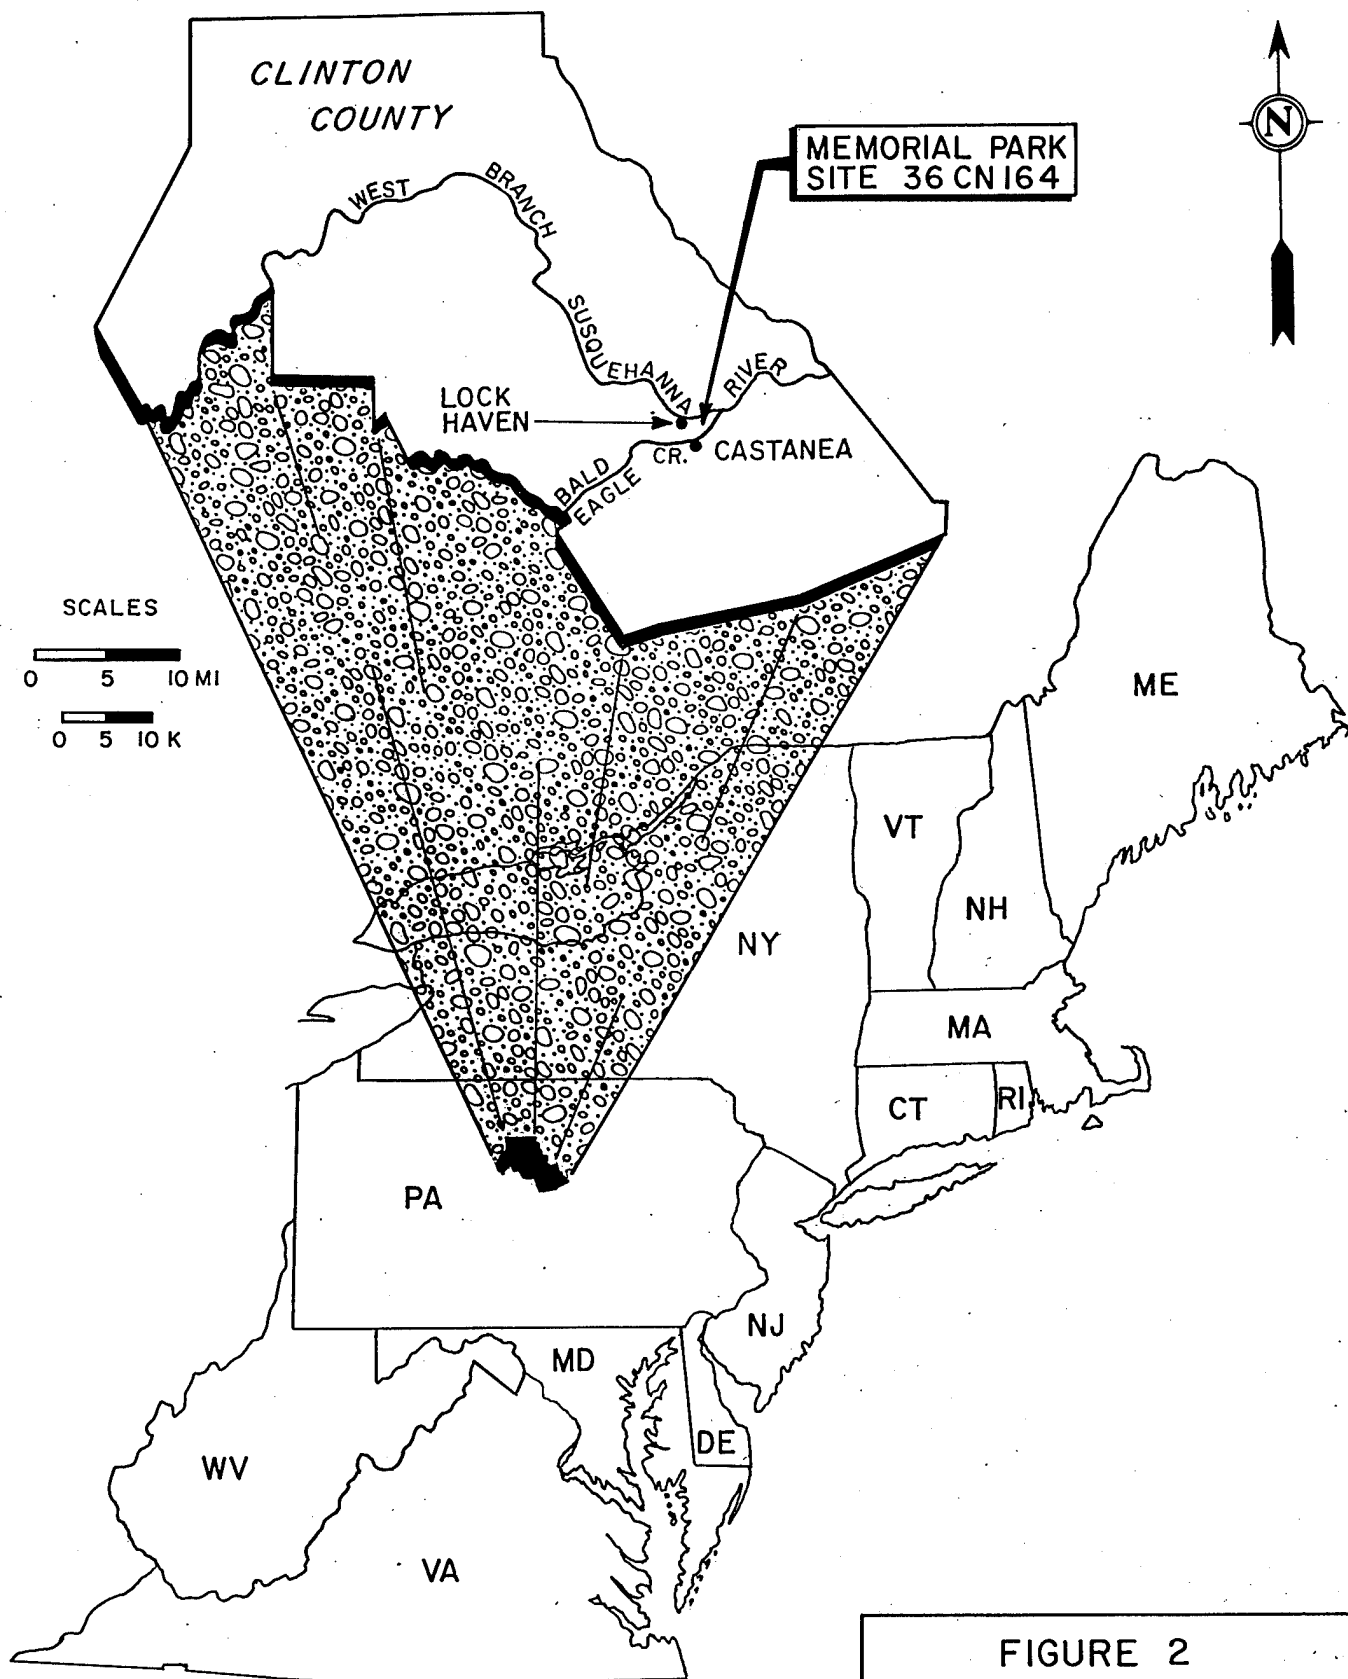 CLINTON
COUNTY
N
MEMORIAL PARK
SITE 36 CN 164
WEST BRANCH SUSQUEHANNA RIVER
LOCK
HAVEN
BALD
EAGLE
CR.
CASTANEA
SCALES
0 5 10 MI
0 5 10 K
ME
VT
NH
NY
MA
CT
RI
PA
NJ
MD
DE
WV
VA
FIGURE 2